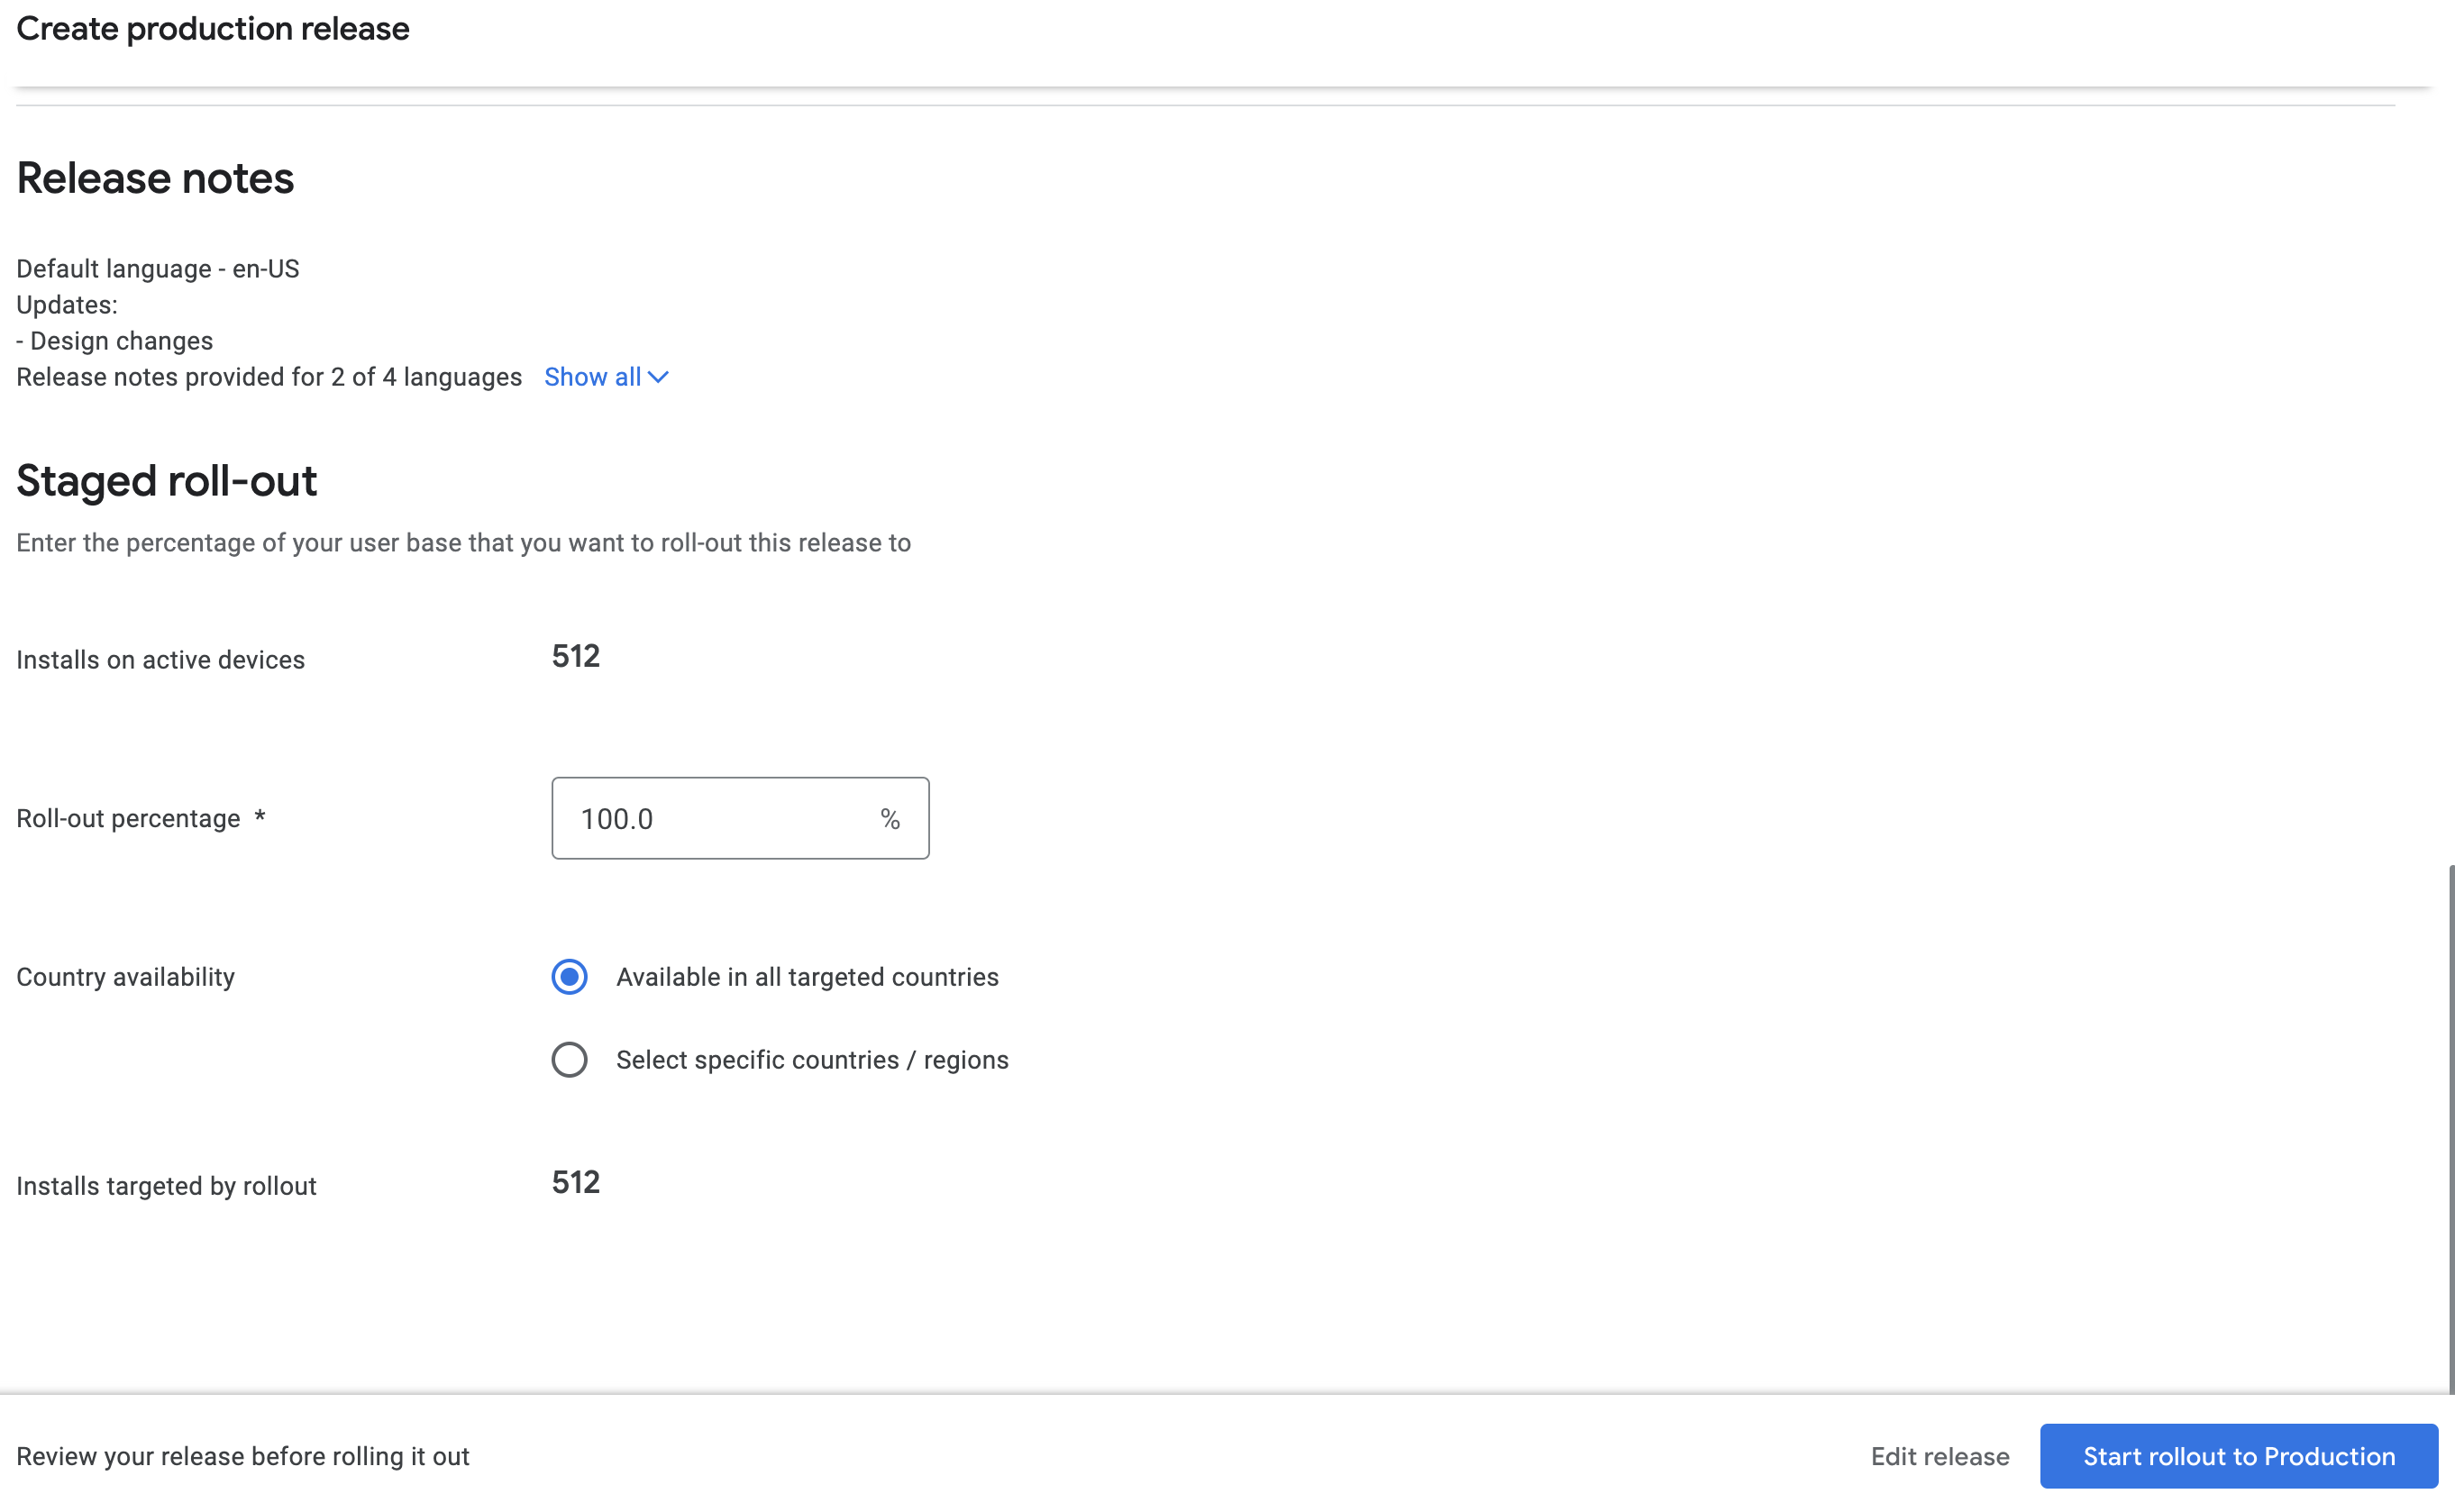 Create production release
Release notes
Default language - en-US
Updates:
- Design changes
Release notes provided for 2 of 4 languages Show all
Staged roll-out
Enter the percentage of your user base that you want to roll-out this release to
Installs on active devices 512
Roll-out percentage * 100.0 %
Country availability Available in all targeted countries
Select specific countries / regions
Installs targeted by rollout 512
Review your release before rolling it out Edit release Start rollout to Production